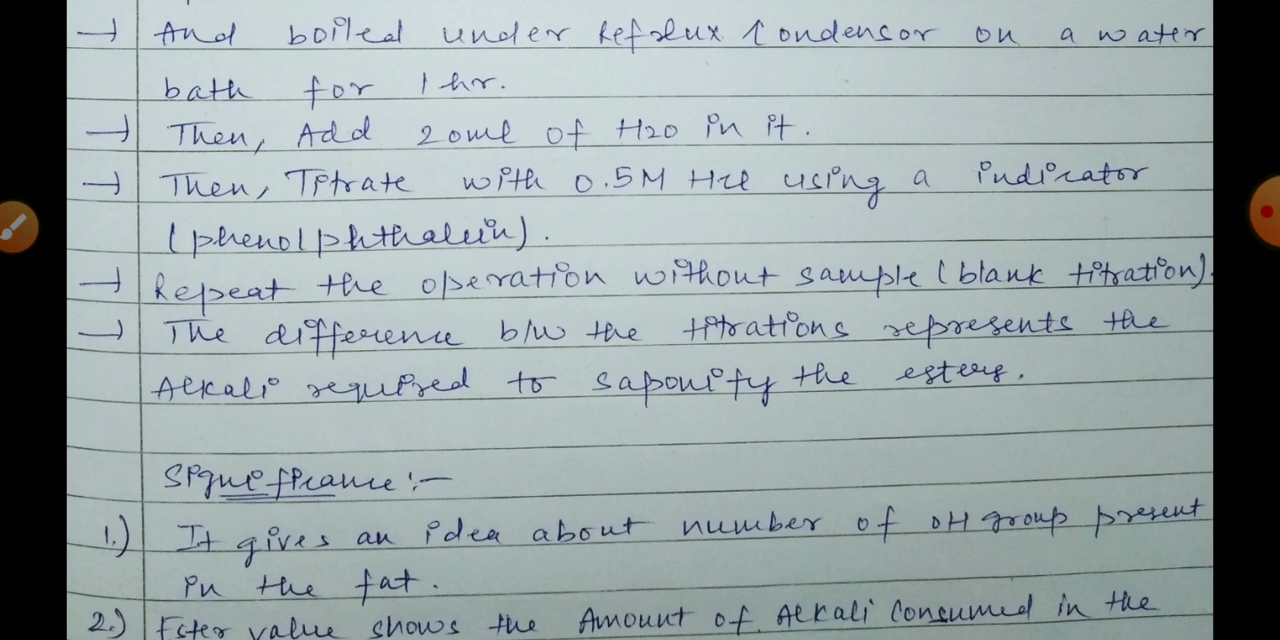 → And boiled under Reflux Condensor on a water
bath for 1 hr.
→ Then, Add 20ml of H2O in it.
→ Then, Titrate with 0.5M Hcl using a indicator
(phenolphthalein).
→ Repeat the operation without sample (blank titration).
→ The difference b/w the titrations represents the
Alkali required to saponify the esters.
Significance :-
1.) It gives an idea about number of OH group present
in the fat.
2.) Ester value shows the Amount of Alkali Consumed in the